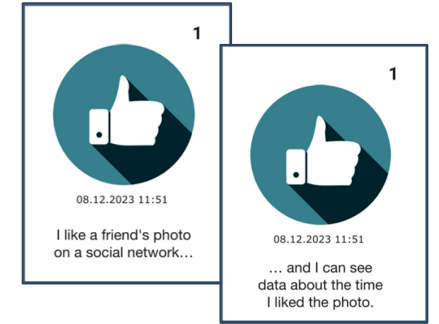 1
08.12.2023 11:51
I like a friend's photo
on a social network...
1
08.12.2023 11:51
... and I can see
data about the time
I liked the photo.